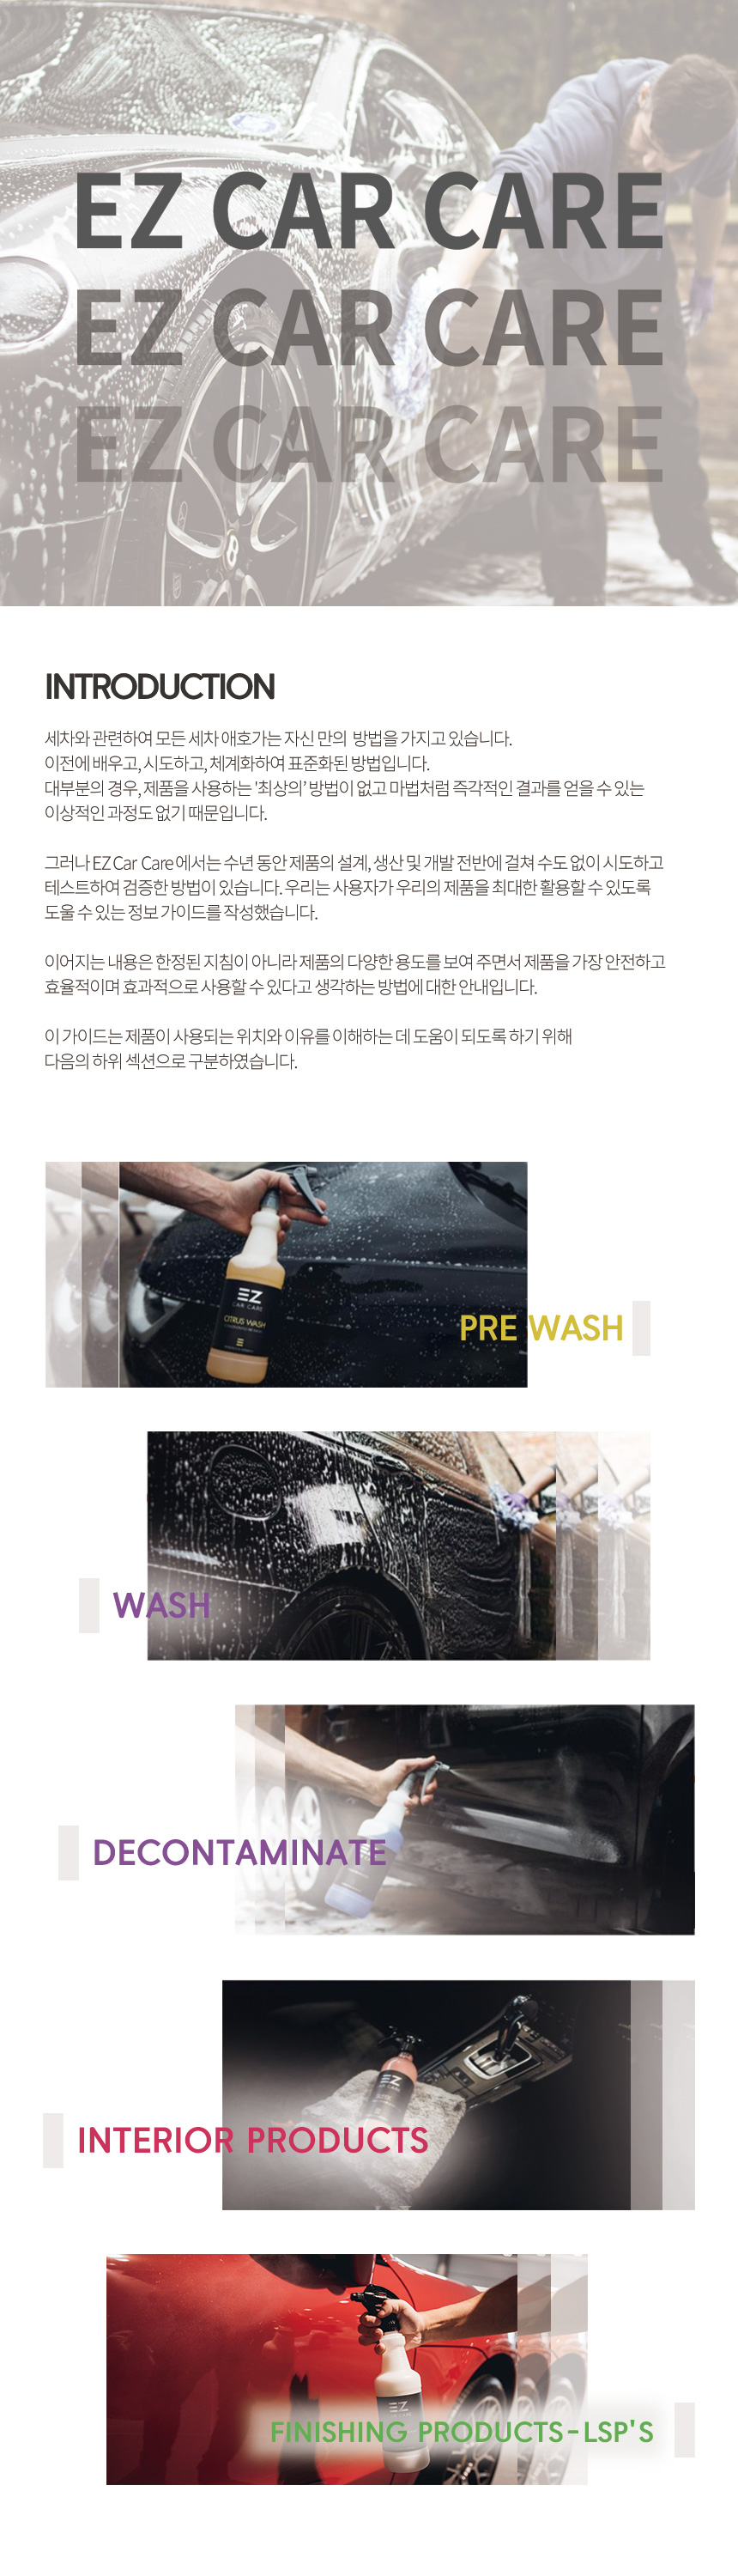 EZ CAR CARE
EZ CAR CARE
EZ CAR CARE
INTRODUCTION
세차와 관련하여 모든 세차 애호가는 자신 만의 방법을 가지고 있습니다.
이전에 배우고, 시도하고, 체계화하여 표준화된 방법입니다.
대부분의 경우, 제품을 사용하는 '최상의' 방법이 없고 마법처럼 즉각적인 결과를 얻을 수 있는
이상적인 과정도 없기 때문입니다.
그러나 EZ Car Care 에서는 수년 동안 제품의 설계, 생산 및 개발 전반에 걸쳐 수도 없이 시도하고
테스트하여 검증한 방법이 있습니다. 우리는 사용자가 우리의 제품을 최대한 활용할 수 있도록
도울 수 있는 정보 가이드를 작성했습니다.
이어지는 내용은 한정된 지침이 아니라 제품의 다양한 용도를 보여 주면서 제품을 가장 안전하고
효율적이며 효과적으로 사용할 수 있다고 생각하는 방법에 대한 안내입니다.
이 가이드는 제품이 사용되는 위치와 이유를 이해하는 데 도움이 되도록 하기 위해
다음의 하위 섹션으로 구분하였습니다.
EZ
CAR CARE
CITRUS WASH
PRE WASH
WASH
DECONTAMINATE
EZ
CAR CARE
INTERIOR PRODUCTS
EZ
FINISHING PRODUCTS-LSP'S